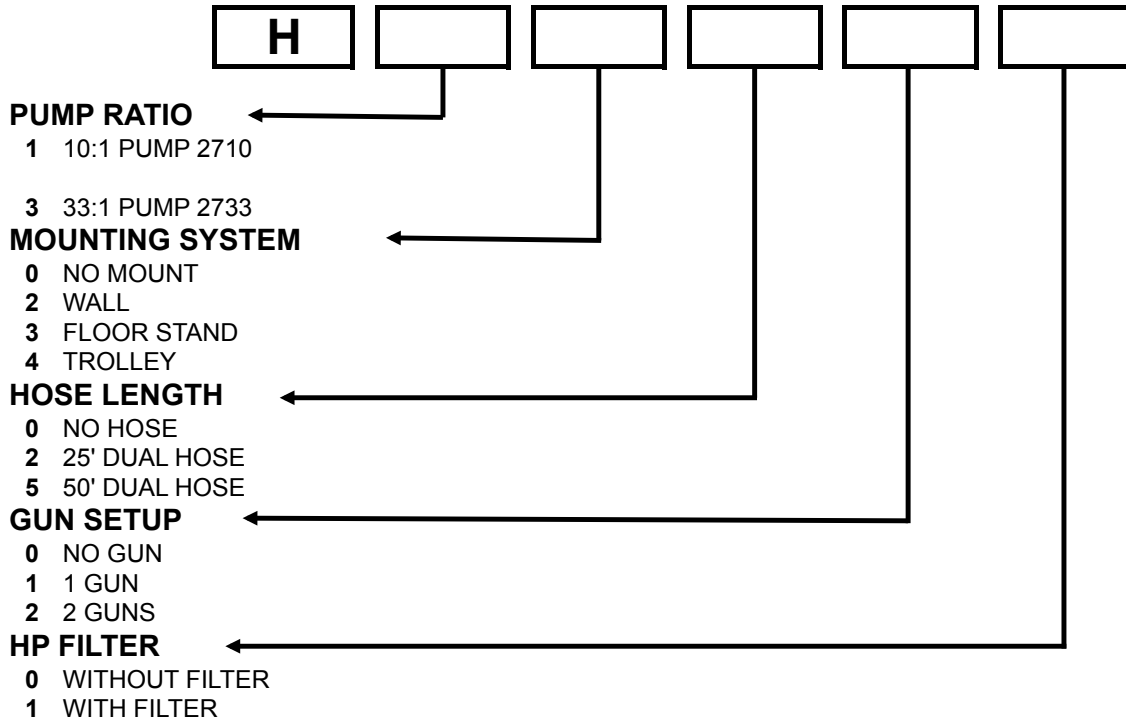 H
PUMP RATIO
1 10:1 PUMP 2710
3 33:1 PUMP 2733
MOUNTING SYSTEM
0 NO MOUNT
2 WALL
3 FLOOR STAND
4 TROLLEY
HOSE LENGTH
0 NO HOSE
2 25' DUAL HOSE
5 50' DUAL HOSE
GUN SETUP
0 NO GUN
1 1 GUN
2 2 GUNS
HP FILTER
0 WITHOUT FILTER
1 WITH FILTER